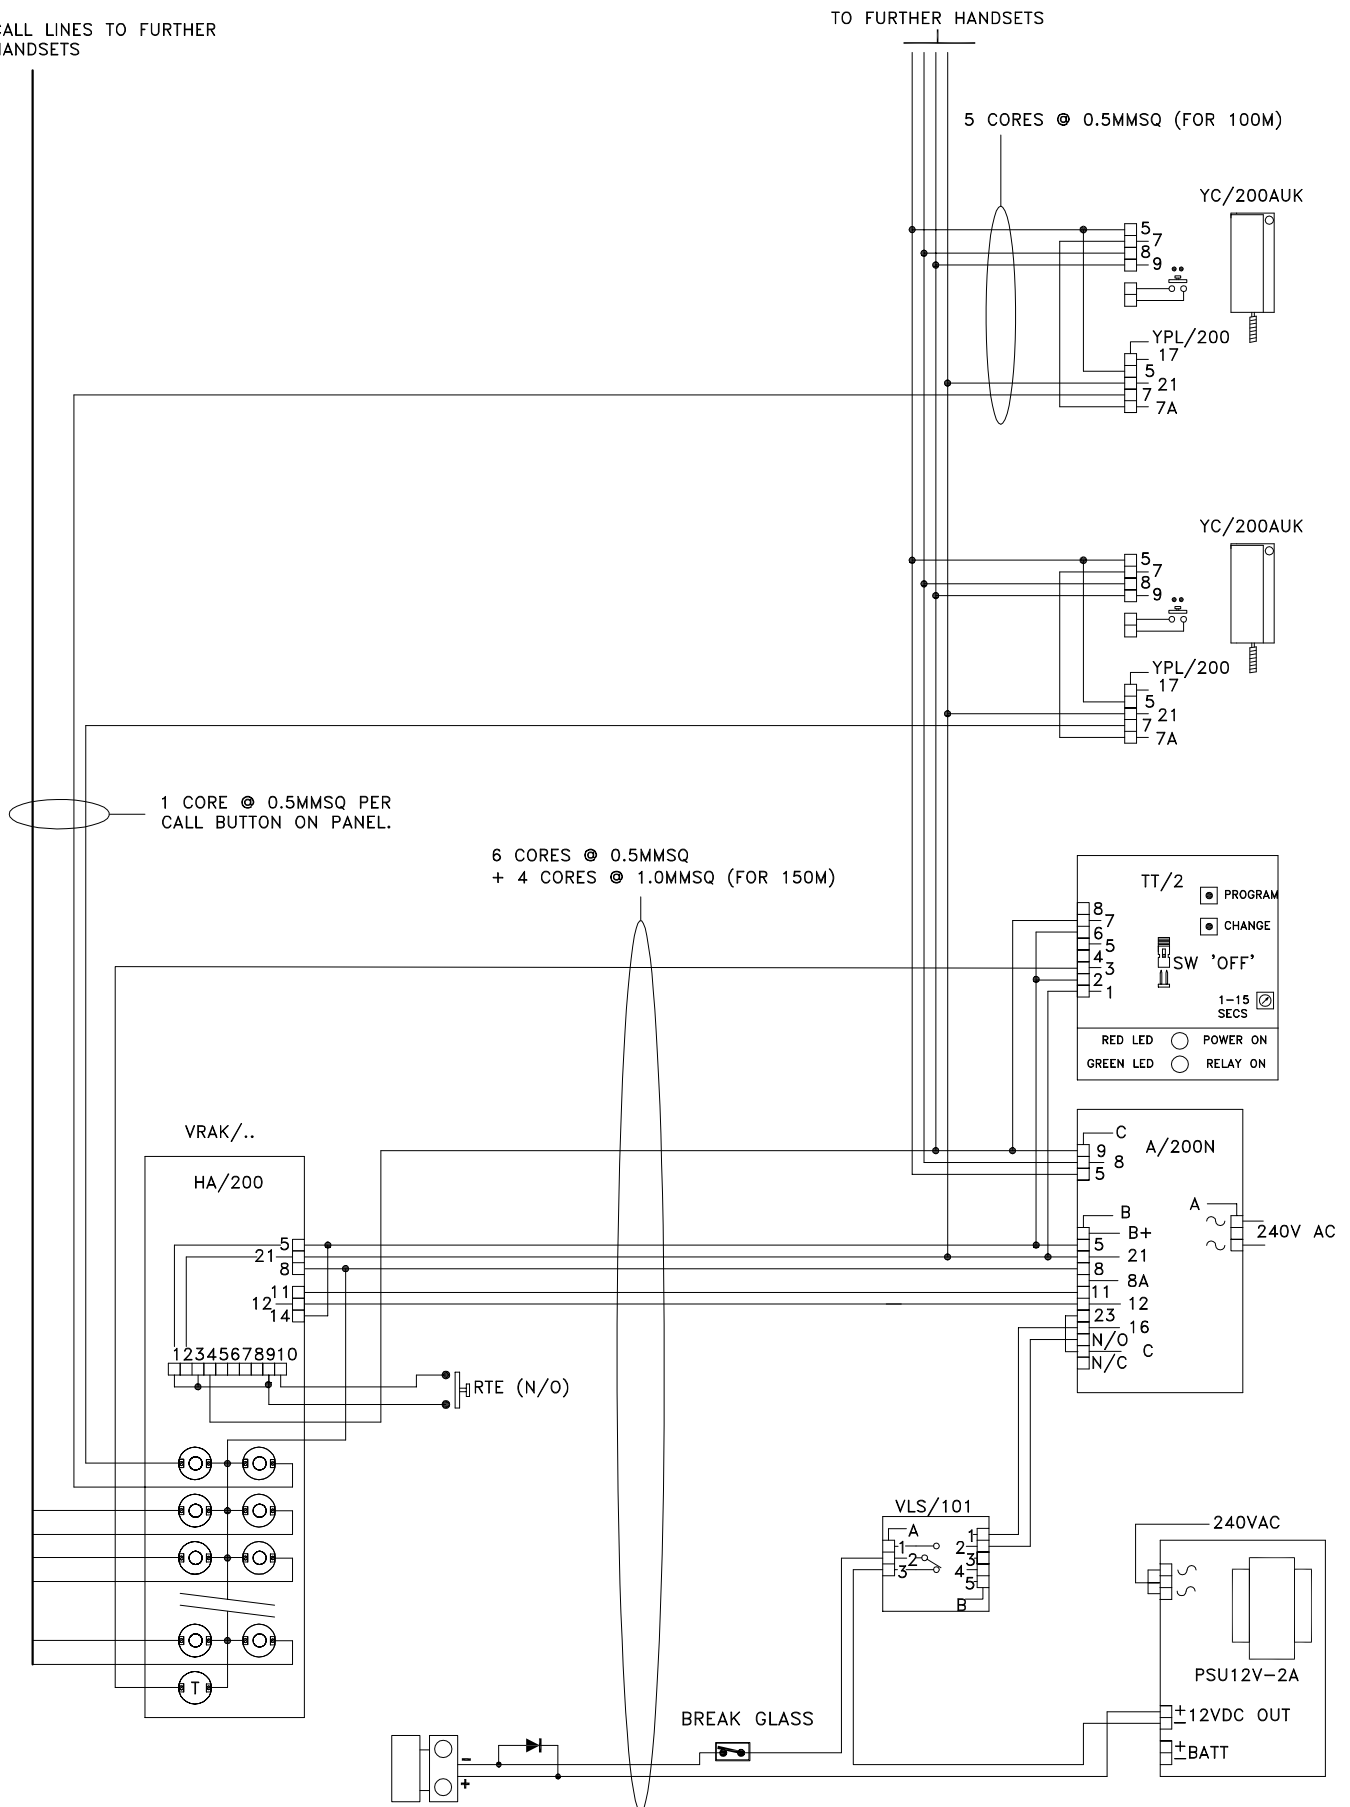 CALL LINES TO FURTHER
HANDSETS
TO FURTHER HANDSETS
5 CORES @ 0.5MMSQ (FOR 100M)
YC/200AUK
5
7
8
9
YPL/200
17
5
21
7
7A
YC/200AUK
5
7
8
9
YPL/200
17
5
21
7
7A
1 CORE @ 0.5MMSQ PER
CALL BUTTON ON PANEL.
6 CORES @ 0.5MMSQ
+ 4 CORES @ 1.0MMSQ (FOR 150M)
TT/2
PROGRAM
CHANGE
8
7
6
5
4
3
2
1
SW 'OFF'
1-15
SECS
RED LED POWER ON
GREEN LED RELAY ON
VRAK/..
HA/200
5
21
8
11
12
14
12345678910
RTE (N/O)
T
C
9
8
5
A/200N
A
240V AC
B
B+
5
21
8
8A
11
12
23
16
N/O
C
N/C
VLS/101
A
1
2
3
1
2
3
4
5
B
240VAC
PSU12V-2A
+
- 12VDC OUT
+
- BATT
BREAK GLASS
-
+